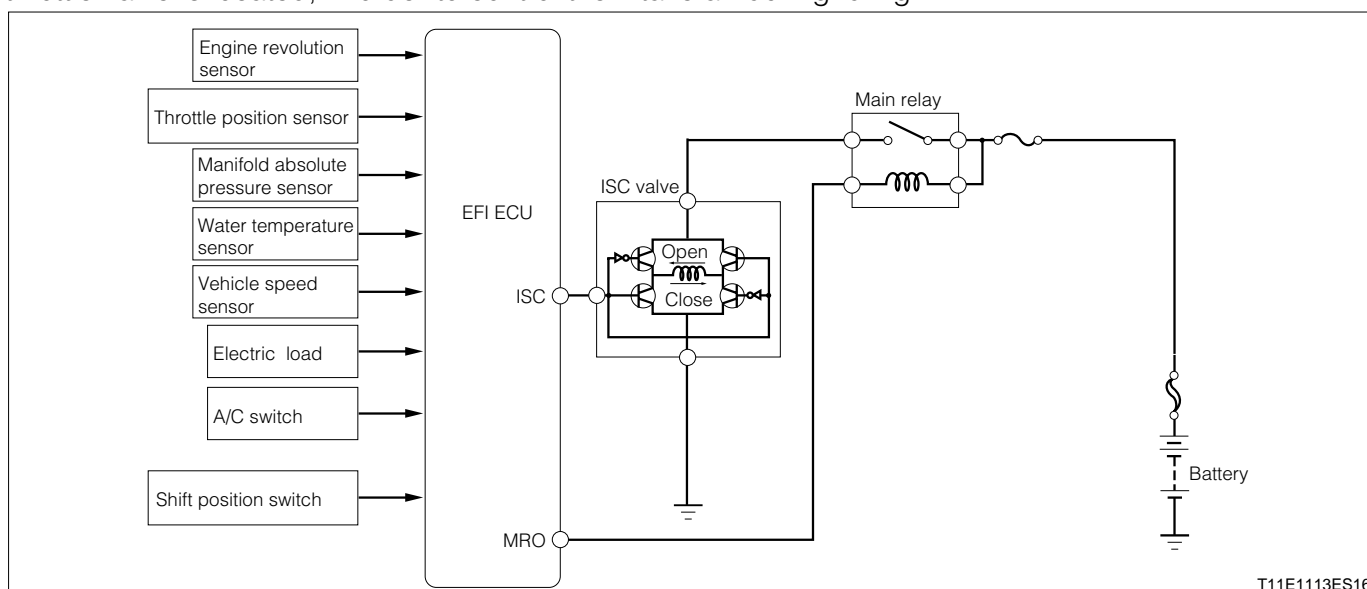 Engine revolution
sensor
Throttle position sensor
Manifold absolute
pressure sensor
Water temperature
sensor
Vehicle speed
sensor
Electric load
A/C switch
Shift position switch
EFI ECU
ISC
MRO
ISC valve
Open
Close
Main relay
Battery
T11E1113ES16